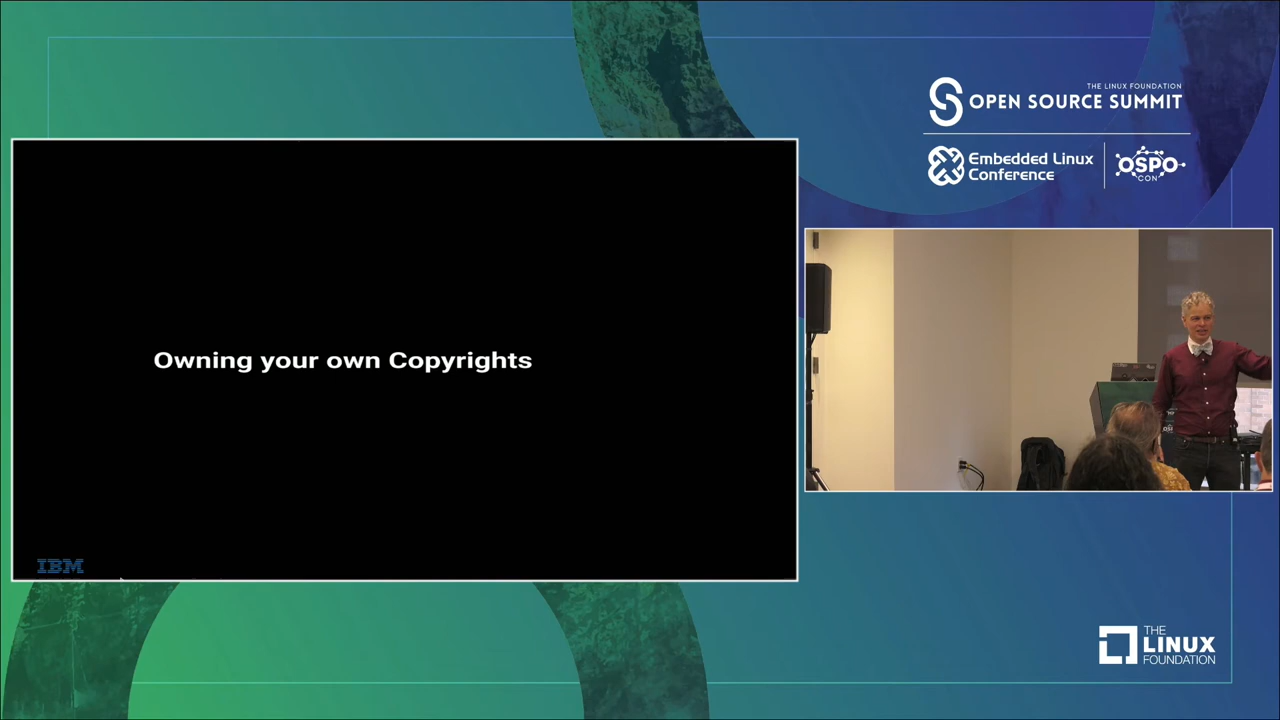 THE LINUX FOUNDATION
OPEN SOURCE SUMMIT
Embedded Linux
Conference
OSPO
CON
Owning your own Copyrights
IBM
THE
LINUX
FOUNDATION